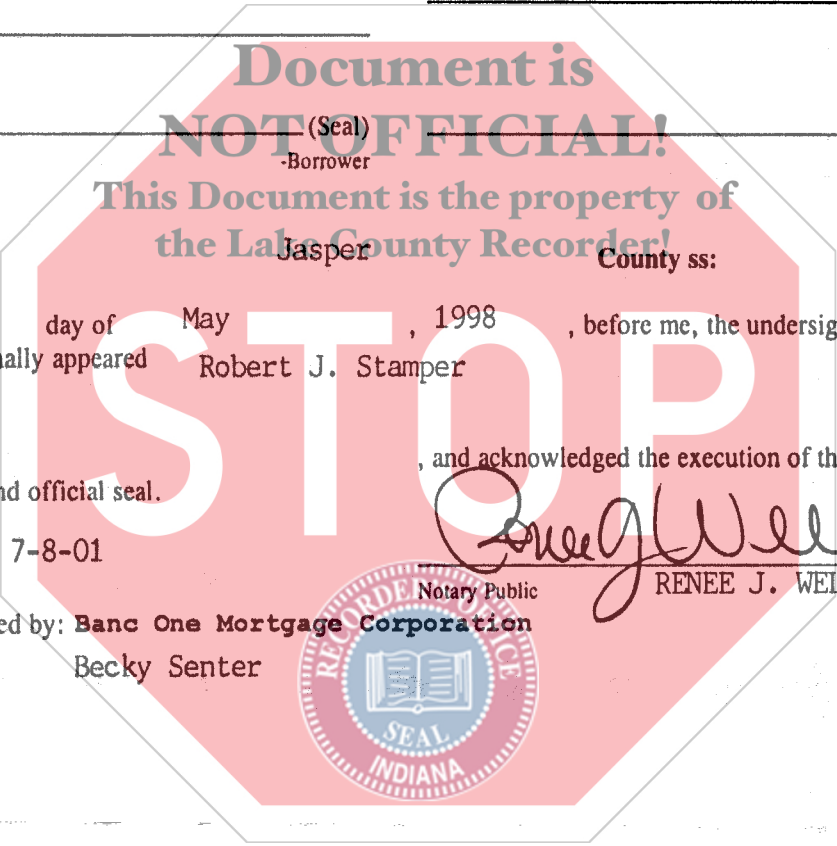 Document is
NOT OFFICIAL!
(Seal)
-Borrower
This Document is the property of
the Lake County Recorder!
Jasper County ss:
STOP
day of May , 1998 , before me, the undersig
nally appeared Robert J. Stamper
, and acknowledged the execution of th
nd official seal.
7-8-01
Notary Public RENEE J. WEL
ed by: Banc One Mortgage Corporation
Becky Senter
RECORDER'S OFFICE
SEAL
INDIANA